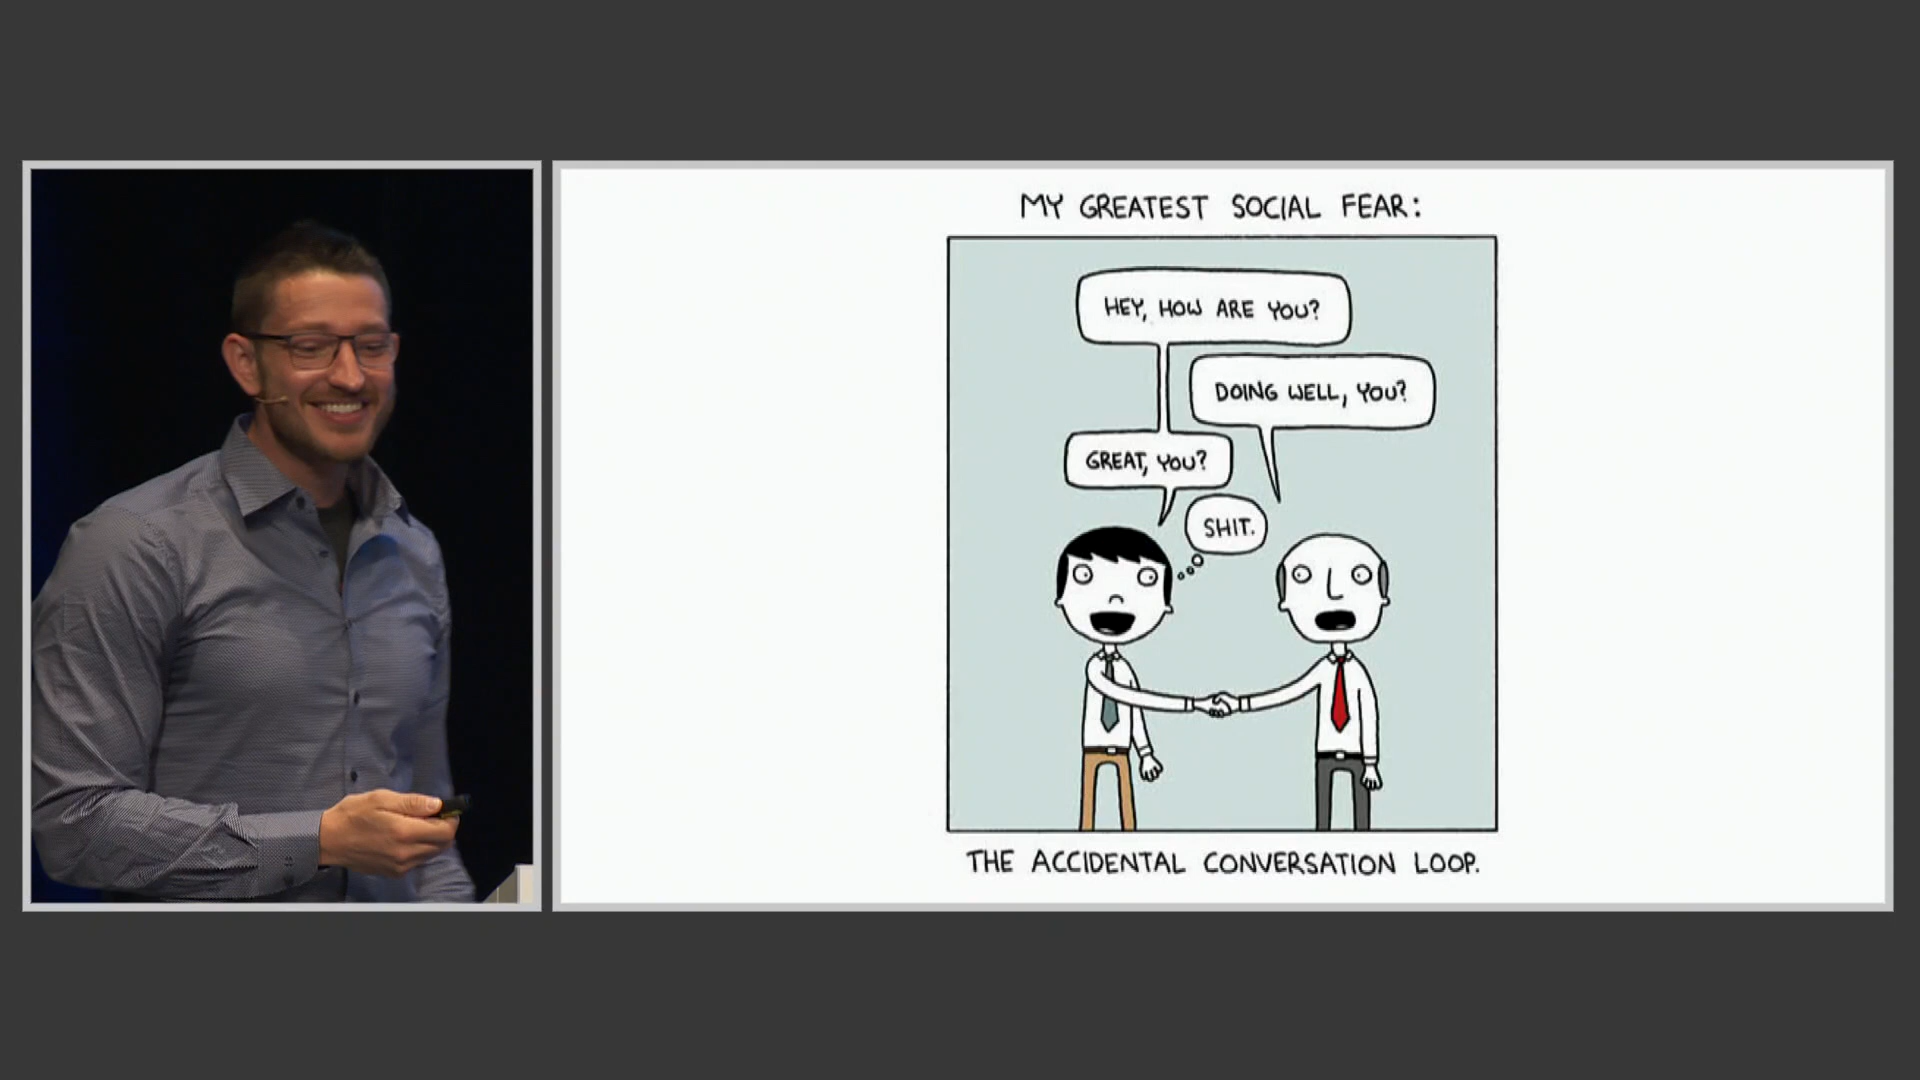 MY GREATEST SOCIAL FEAR:
HEY, HOW ARE YOU?
DOING WELL, YOU?
GREAT, YOU?
SHIT.
THE ACCIDENTAL CONVERSATION LOOP.